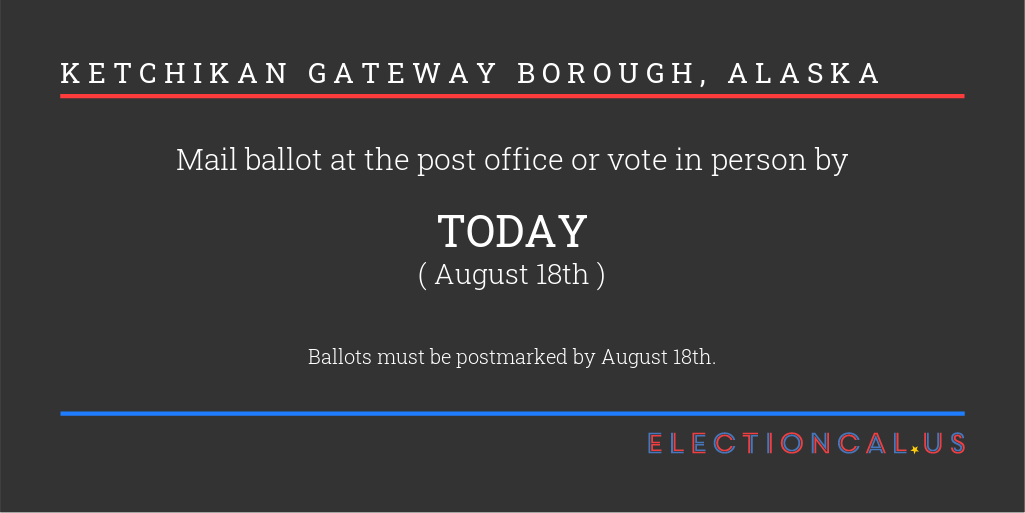 KETCHIKAN GATEWAY BOROUGH, ALASKA
Mail ballot at the post office or vote in person by
TODAY
( August 18th )
Ballots must be postmarked by August 18th.
ELECTIONCAL.US